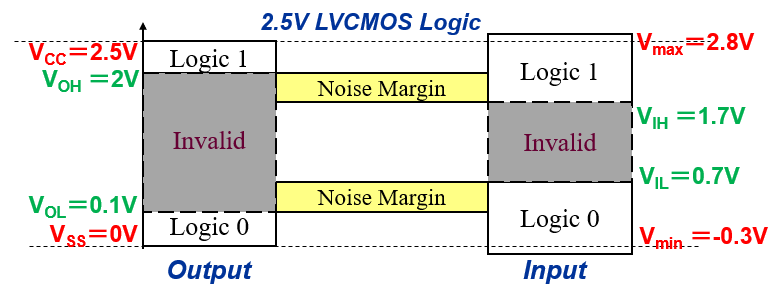 2.5V LVCMOS Logic
VCC=2.5V
Logic 1
Vmax=2.8V
VOH=2V
Logic 1
Noise Margin
VIH =1.7V
Invalid
Invalid
VIL=0.7V
Noise Margin
VOL=0.1V
Logic 0
Logic 0
VSS=0V
Vmin =-0.3V
Output
Input